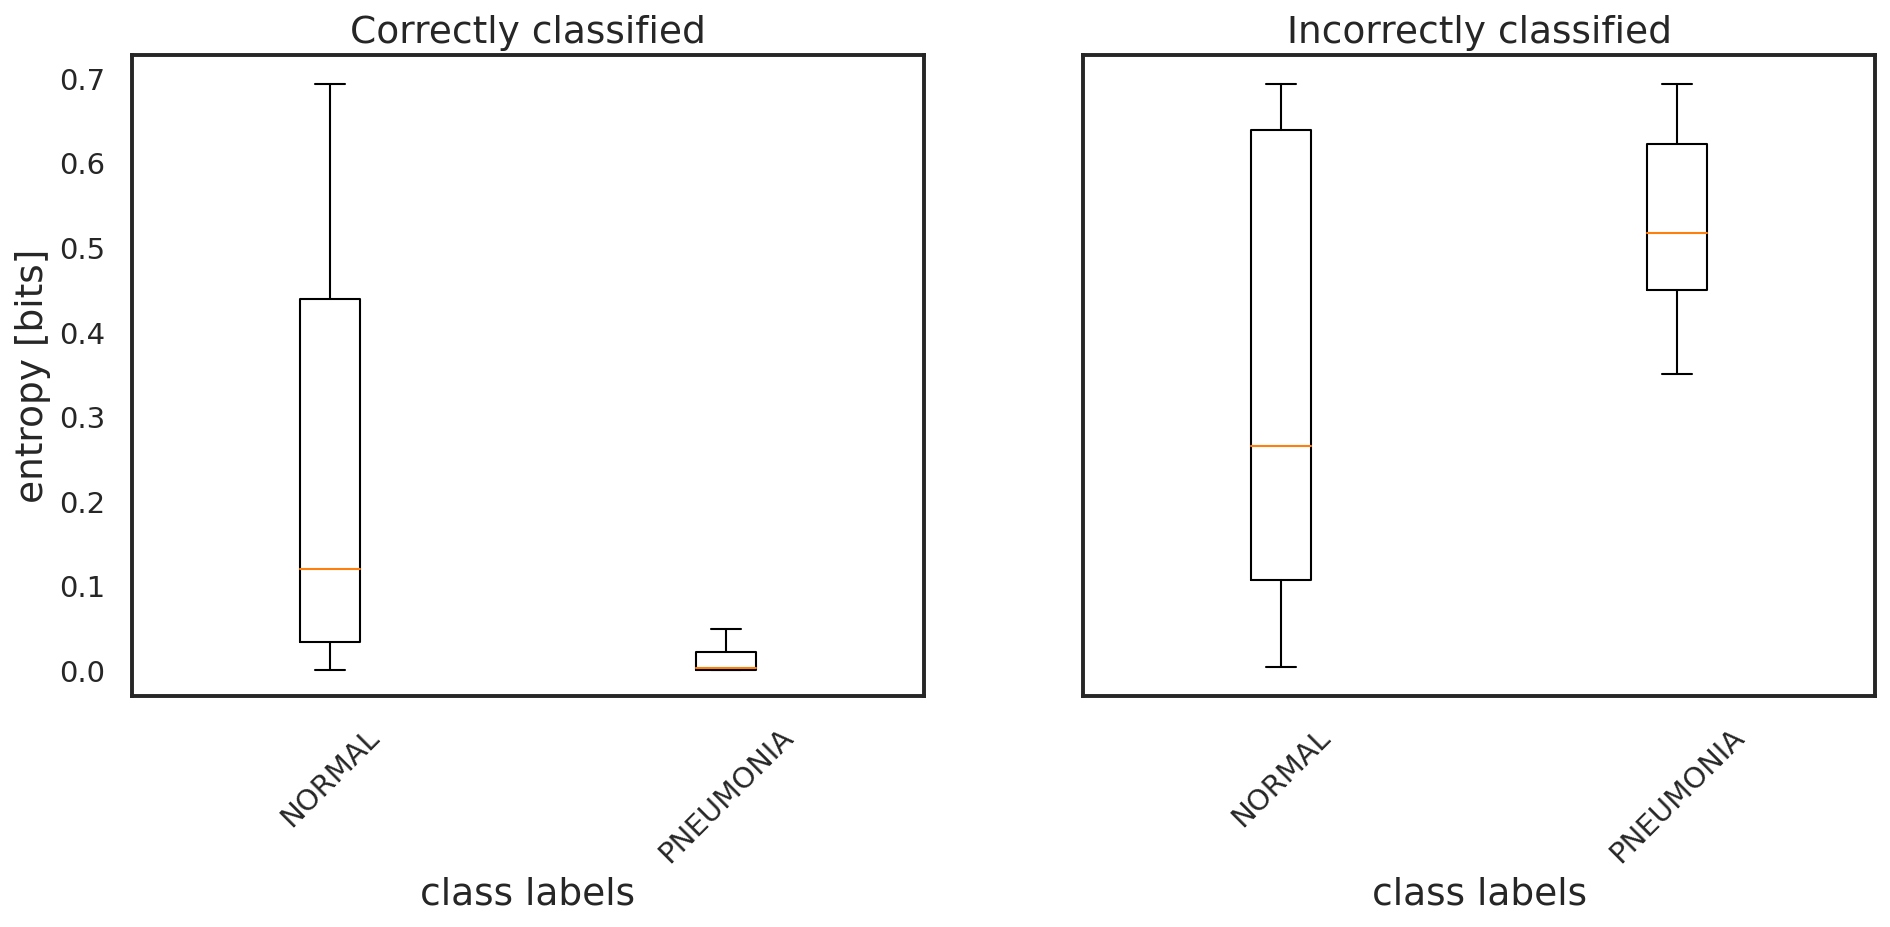 Correctly classified
Incorrectly classified
entropy [bits]
0.7
0.6
0.5
0.4
0.3
0.2
0.1
0.0
NORMAL
PNEUMONIA
NORMAL
PNEUMONIA
class labels
class labels